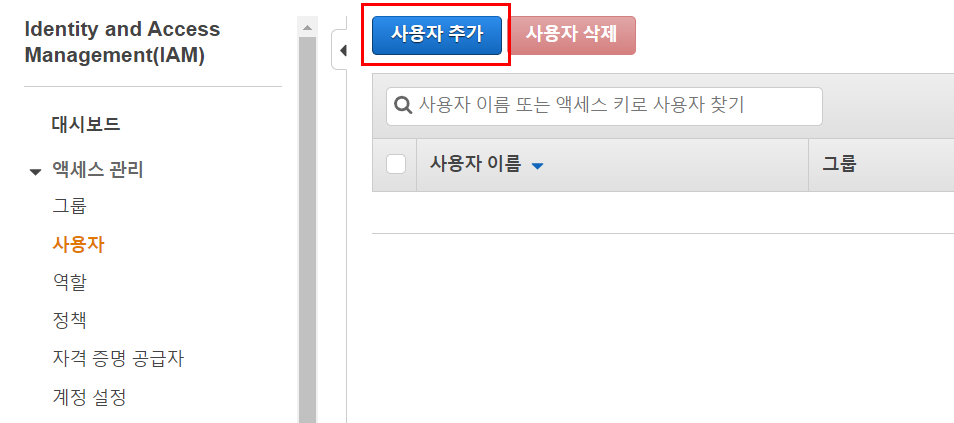 Identity and Access
Management(IAM)
대시보드
액세스 관리
그룹
사용자
역할
정책
자격 증명 공급자
계정 설정
사용자 추가
사용자 삭제
사용자 이름 또는 액세스 키로 사용자 찾기
사용자 이름
그룹